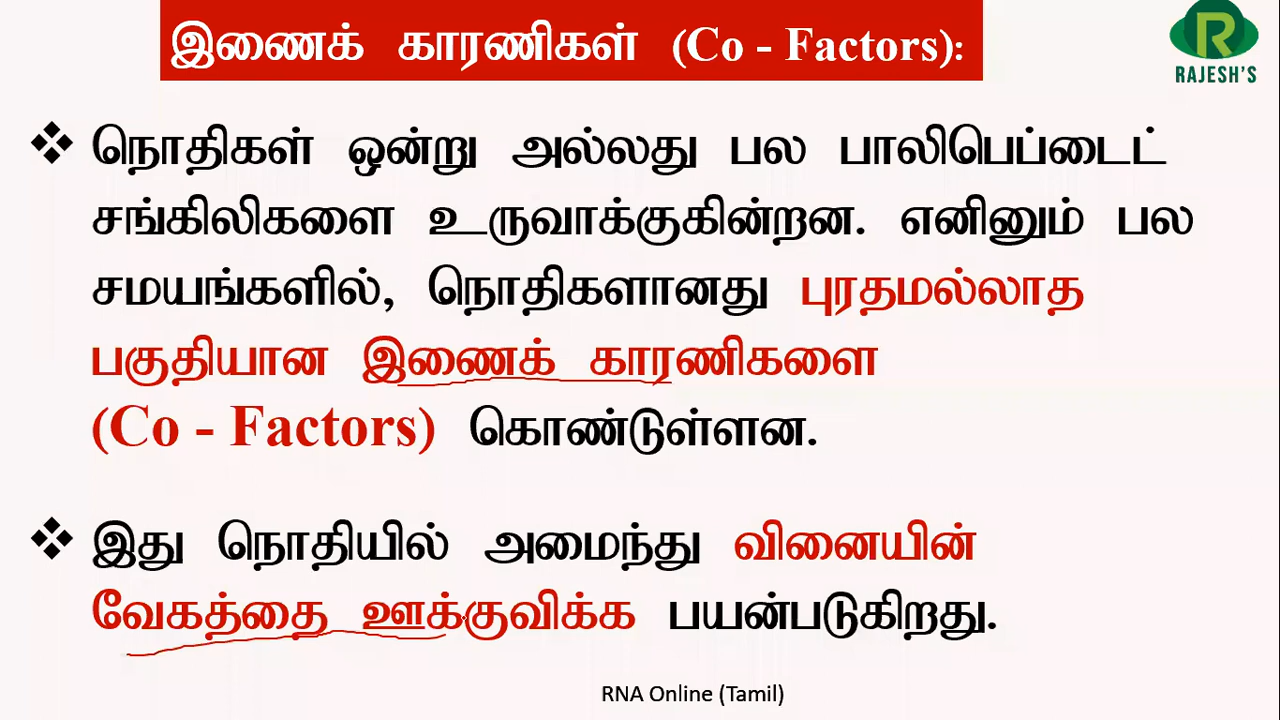 இணைக் காரணிகள் (Co - Factors):
RAJESH'S
❖ நொதிகள் ஒன்று அல்லது பல பாலிபெப்டைட்
சங்கிலிகளை உருவாக்குகின்றன. எனினும் பல
சமயங்களில், நொதிகளானது புரதமல்லாத
பகுதியான இணைக் காரணிகளை
(Co - Factors) கொண்டுள்ளன.
❖ இது நொதியில் அமைந்து வினையின்
வேகத்தை ஊக்குவிக்க பயன்படுகிறது.
RNA Online (Tamil)